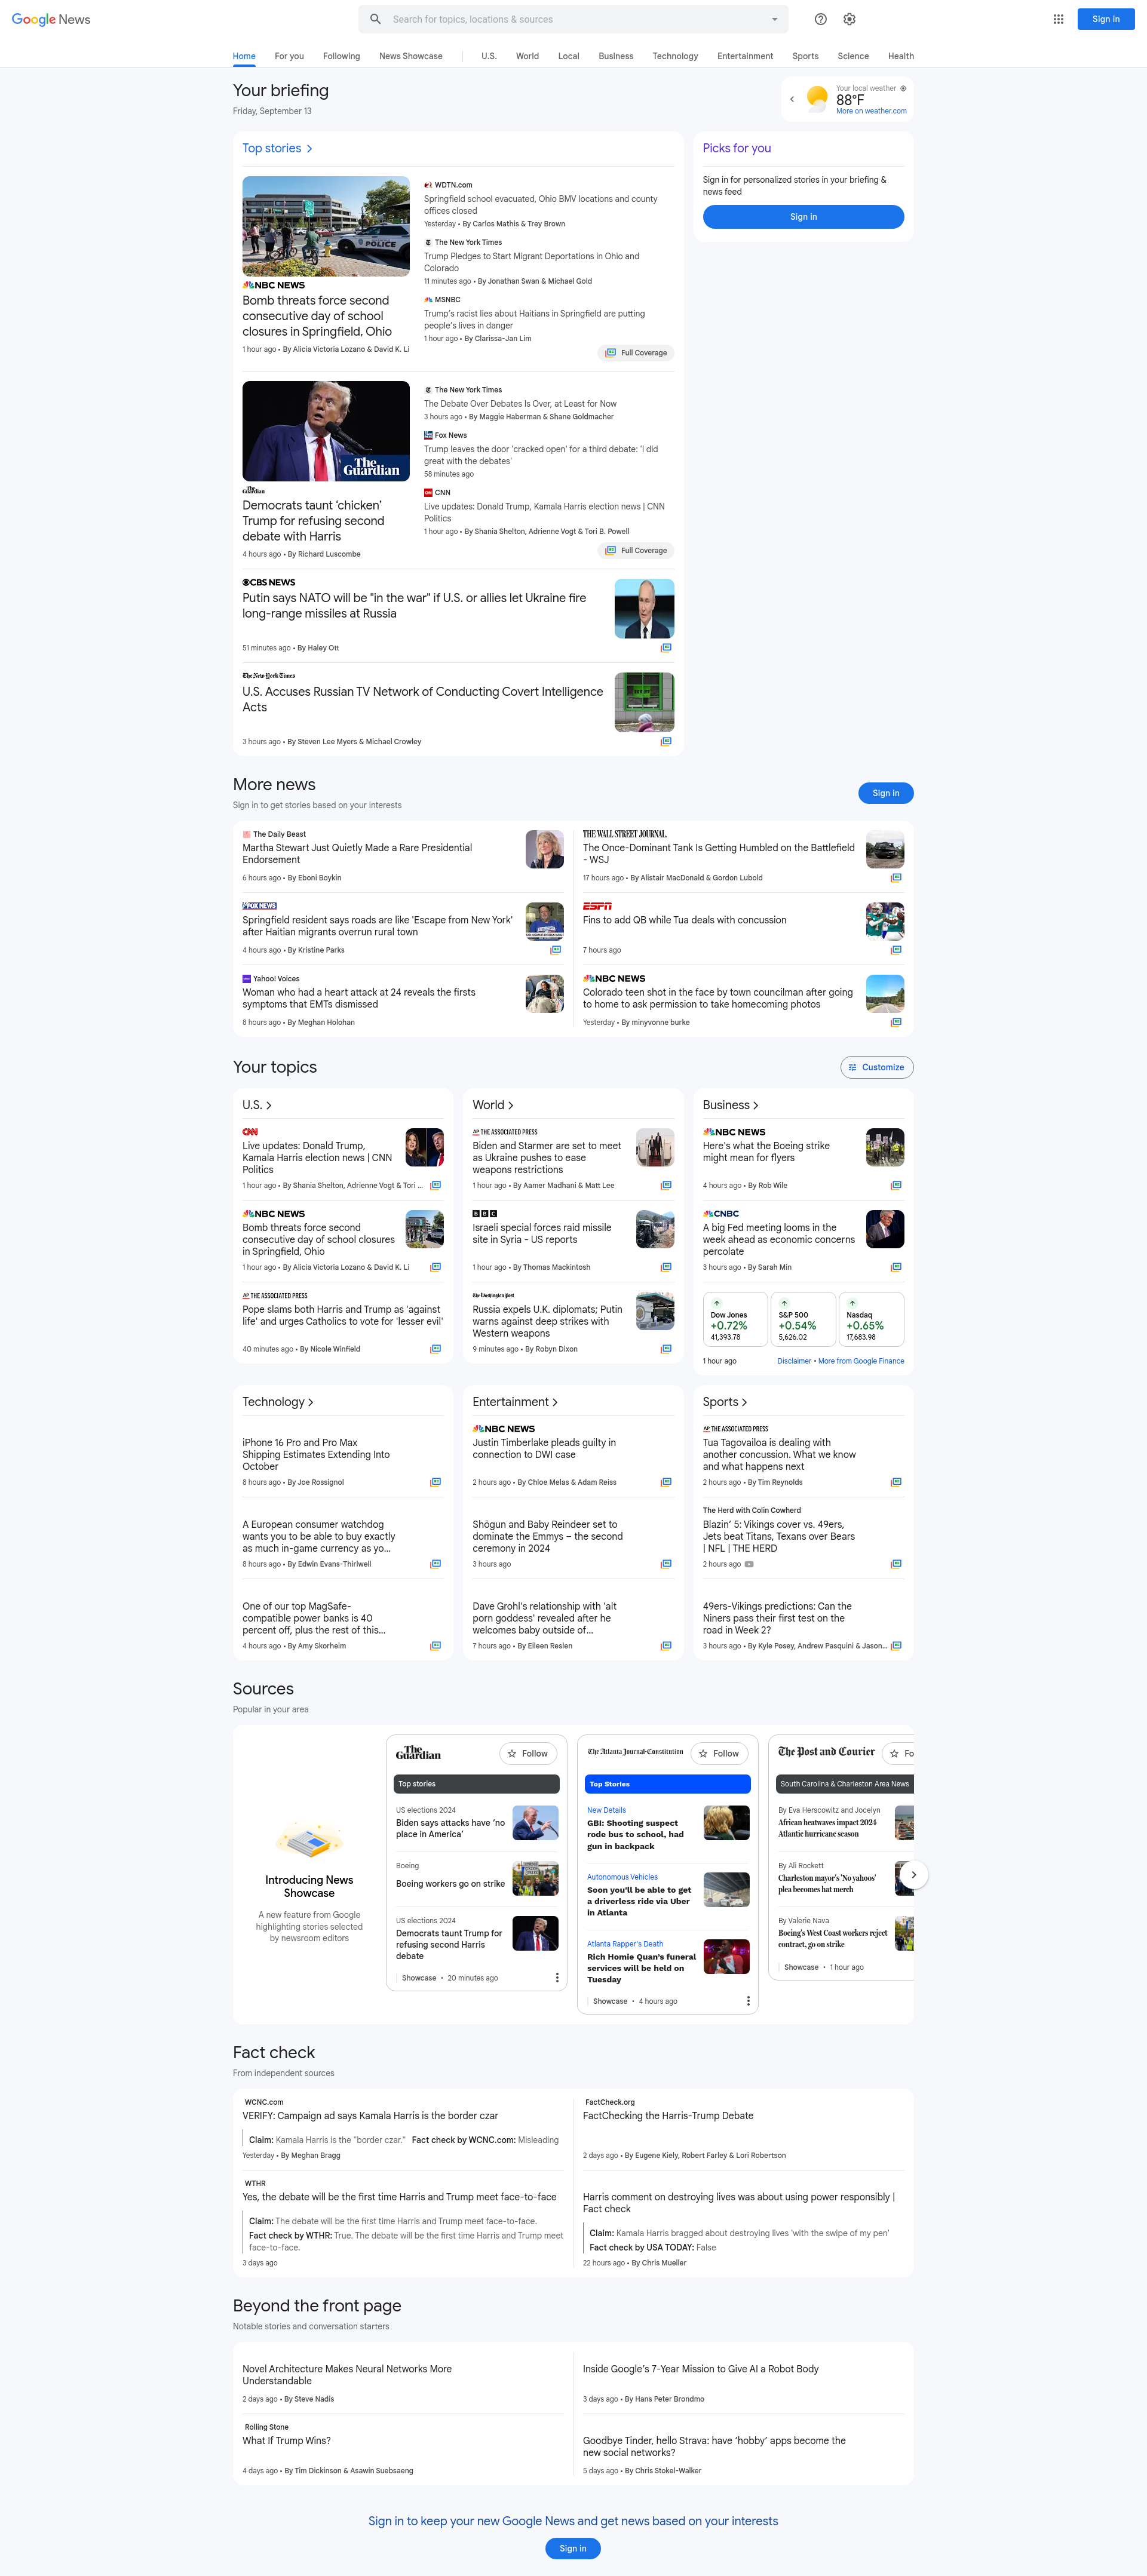 Google News
Search for topics, locations & sources
Sign in
Home
For you
Following
News Showcase
U.S.
World
Local
Business
Technology
Entertainment
Sports
Science
Health
Your briefing
Friday, September 13
Your local weather
88°F
More on weather.com
Top stories
POLICE
NBC NEWS
Bomb threats force second
consecutive day of school
closures in Springfield, Ohio
1 hour ago • By Alicia Victoria Lozano & David K. Li
WDTN.com
Springfield school evacuated, Ohio BMV locations and county
offices closed
Yesterday • By Carlos Mathis & Trey Brown
The New York Times
Trump Pledges to Start Migrant Deportations in Ohio and
Colorado
11 minutes ago • By Jonathan Swan & Michael Gold
MSNBC
Trump's racist lies about Haitians in Springfield are putting
people's lives in danger
1 hour ago • By Clarissa-Jan Lim
Full Coverage
Picks for you
Sign in for personalized stories in your briefing &
news feed
Sign in
The
Guardian
The
Guardian
Democrats taunt 'chicken'
Trump for refusing second
debate with Harris
4 hours ago • By Richard Luscombe
The New York Times
The Debate Over Debates Is Over, at Least for Now
3 hours ago • By Maggie Haberman & Shane Goldmacher
Fox News
Trump leaves the door 'cracked open' for a third debate: 'I did
great with the debates'
58 minutes ago
CNN
Live updates: Donald Trump, Kamala Harris election news | CNN
Politics
1 hour ago • By Shania Shelton, Adrienne Vogt & Tori B. Powell
Full Coverage
CBS NEWS
Putin says NATO will be "in the war" if U.S. or allies let Ukraine fire
long-range missiles at Russia
51 minutes ago • By Haley Ott
The New York Times
U.S. Accuses Russian TV Network of Conducting Covert Intelligence
Acts
3 hours ago • By Steven Lee Myers & Michael Crowley
More news
Sign in to get stories based on your interests
Sign in
The Daily Beast
Martha Stewart Just Quietly Made a Rare Presidential
Endorsement
6 hours ago • By Eboni Boykin
THE WALL STREET JOURNAL.
The Once-Dominant Tank Is Getting Humbled on the Battlefield
- WSJ
17 hours ago • By Alistair MacDonald & Gordon Lubold
FOX NEWS
Springfield resident says roads are like 'Escape from New York'
after Haitian migrants overrun rural town
4 hours ago • By Kristine Parks
ESPN
Fins to add QB while Tua deals with concussion
7 hours ago
Yahoo! Voices
Woman who had a heart attack at 24 reveals the firsts
symptoms that EMTs dismissed
8 hours ago • By Meghan Holohan
NBC NEWS
Colorado teen shot in the face by town councilman after going
to home to ask permission to take homecoming photos
Yesterday • By minyvonne burke
Your topics
Customize
U.S.
CNN
Live updates: Donald Trump,
Kamala Harris election news | CNN
Politics
1 hour ago • By Shania Shelton, Adrienne Vogt & Tori ...
NBC NEWS
Bomb threats force second
consecutive day of school closures
in Springfield, Ohio
1 hour ago • By Alicia Victoria Lozano & David K. Li
AP THE ASSOCIATED PRESS
Pope slams both Harris and Trump as 'against
life' and urges Catholics to vote for 'lesser evil'
40 minutes ago • By Nicole Winfield
World
AP THE ASSOCIATED PRESS
Biden and Starmer are set to meet
as Ukraine pushes to ease
weapons restrictions
1 hour ago • By Aamer Madhani & Matt Lee
BBC
Israeli special forces raid missile
site in Syria - US reports
1 hour ago • By Thomas Mackintosh
The Washington Post
Russia expels U.K. diplomats; Putin
warns against deep strikes with
Western weapons
9 minutes ago • By Robyn Dixon
Business
NBC NEWS
Here's what the Boeing strike
might mean for flyers
4 hours ago • By Rob Wile
CNBC
A big Fed meeting looms in the
week ahead as economic concerns
percolate
3 hours ago • By Sarah Min
Dow Jones
+0.72%
41,393.78
S&P 500
+0.54%
5,626.02
Nasdaq
+0.65%
17,683.98
1 hour ago
Disclaimer • More from Google Finance
Technology
iPhone 16 Pro and Pro Max
Shipping Estimates Extending Into
October
8 hours ago • By Joe Rossignol
A European consumer watchdog
wants you to be able to buy exactly
as much in-game currency as yo...
8 hours ago • By Edwin Evans-Thirlwell
One of our top MagSafe-
compatible power banks is 40
percent off, plus the rest of this...
4 hours ago • By Amy Skorheim
Entertainment
NBC NEWS
Justin Timberlake pleads guilty in
connection to DWI case
2 hours ago • By Chloe Melas & Adam Reiss
Shōgun and Baby Reindeer set to
dominate the Emmys – the second
ceremony in 2024
3 hours ago
Dave Grohl's relationship with 'alt
porn goddess' revealed after he
welcomes baby outside of...
7 hours ago • By Eileen Reslen
Sports
AP THE ASSOCIATED PRESS
Tua Tagovailoa is dealing with
another concussion. What we know
and what happens next
2 hours ago • By Tim Reynolds
The Herd with Colin Cowherd
Blazin' 5: Vikings cover vs. 49ers,
Jets beat Titans, Texans over Bears
| NFL | THE HERD
2 hours ago
49ers-Vikings predictions: Can the
Niners pass their first test on the
road in Week 2?
3 hours ago • By Kyle Posey, Andrew Pasquini & Jason...
Sources
Popular in your area
Introducing News
Showcase
A new feature from Google
highlighting stories selected
by newsroom editors
The
Guardian
Follow
Top stories
US elections 2024
Biden says attacks have 'no
place in America'
Boeing
Boeing workers go on strike
US elections 2024
Democrats taunt Trump for
refusing second Harris
debate
Showcase • 20 minutes ago
The Atlanta Journal-Constitution
Follow
Top Stories
New Details
GBI: Shooting suspect
rode bus to school, had
gun in backpack
Autonomous Vehicles
Soon you'll be able to get
a driverless ride via Uber
in Atlanta
Atlanta Rapper's Death
Rich Homie Quan's funeral
services will be held on
Tuesday
Showcase • 4 hours ago
The Post and Courier
Fo
South Carolina & Charleston Area News
By Eva Herscowitz and Jocelyn
African heatwaves impact 2024
Atlantic hurricane season
By Ali Rockett
Charleston mayor's 'No yahoos'
plea becomes hat merch
By Valerie Nava
Boeing's West Coast workers reject
contract, go on strike
Showcase • 1 hour ago
Fact check
From independent sources
WCNC.com
VERIFY: Campaign ad says Kamala Harris is the border czar
Claim: Kamala Harris is the "border czar." Fact check by WCNC.com: Misleading
Yesterday • By Meghan Bragg
FactCheck.org
FactChecking the Harris-Trump Debate
2 days ago • By Eugene Kiely, Robert Farley & Lori Robertson
WTHR
Yes, the debate will be the first time Harris and Trump meet face-to-face
Claim: The debate will be the first time Harris and Trump meet face-to-face.
Fact check by WTHR: True. The debate will be the first time Harris and Trump meet
face-to-face.
3 days ago
Harris comment on destroying lives was about using power responsibly |
Fact check
Claim: Kamala Harris bragged about destroying lives 'with the swipe of my pen'
Fact check by USA TODAY: False
22 hours ago • By Chris Mueller
Beyond the front page
Notable stories and conversation starters
Novel Architecture Makes Neural Networks More
Understandable
2 days ago • By Steve Nadis
Inside Google's 7-Year Mission to Give AI a Robot Body
3 days ago • By Hans Peter Brondmo
Rolling Stone
What If Trump Wins?
4 days ago • By Tim Dickinson & Asawin Suebsaeng
Goodbye Tinder, hello Strava: have 'hobby' apps become the
new social networks?
5 days ago • By Chris Stokel-Walker
Sign in to keep your new Google News and get news based on your interests
Sign in